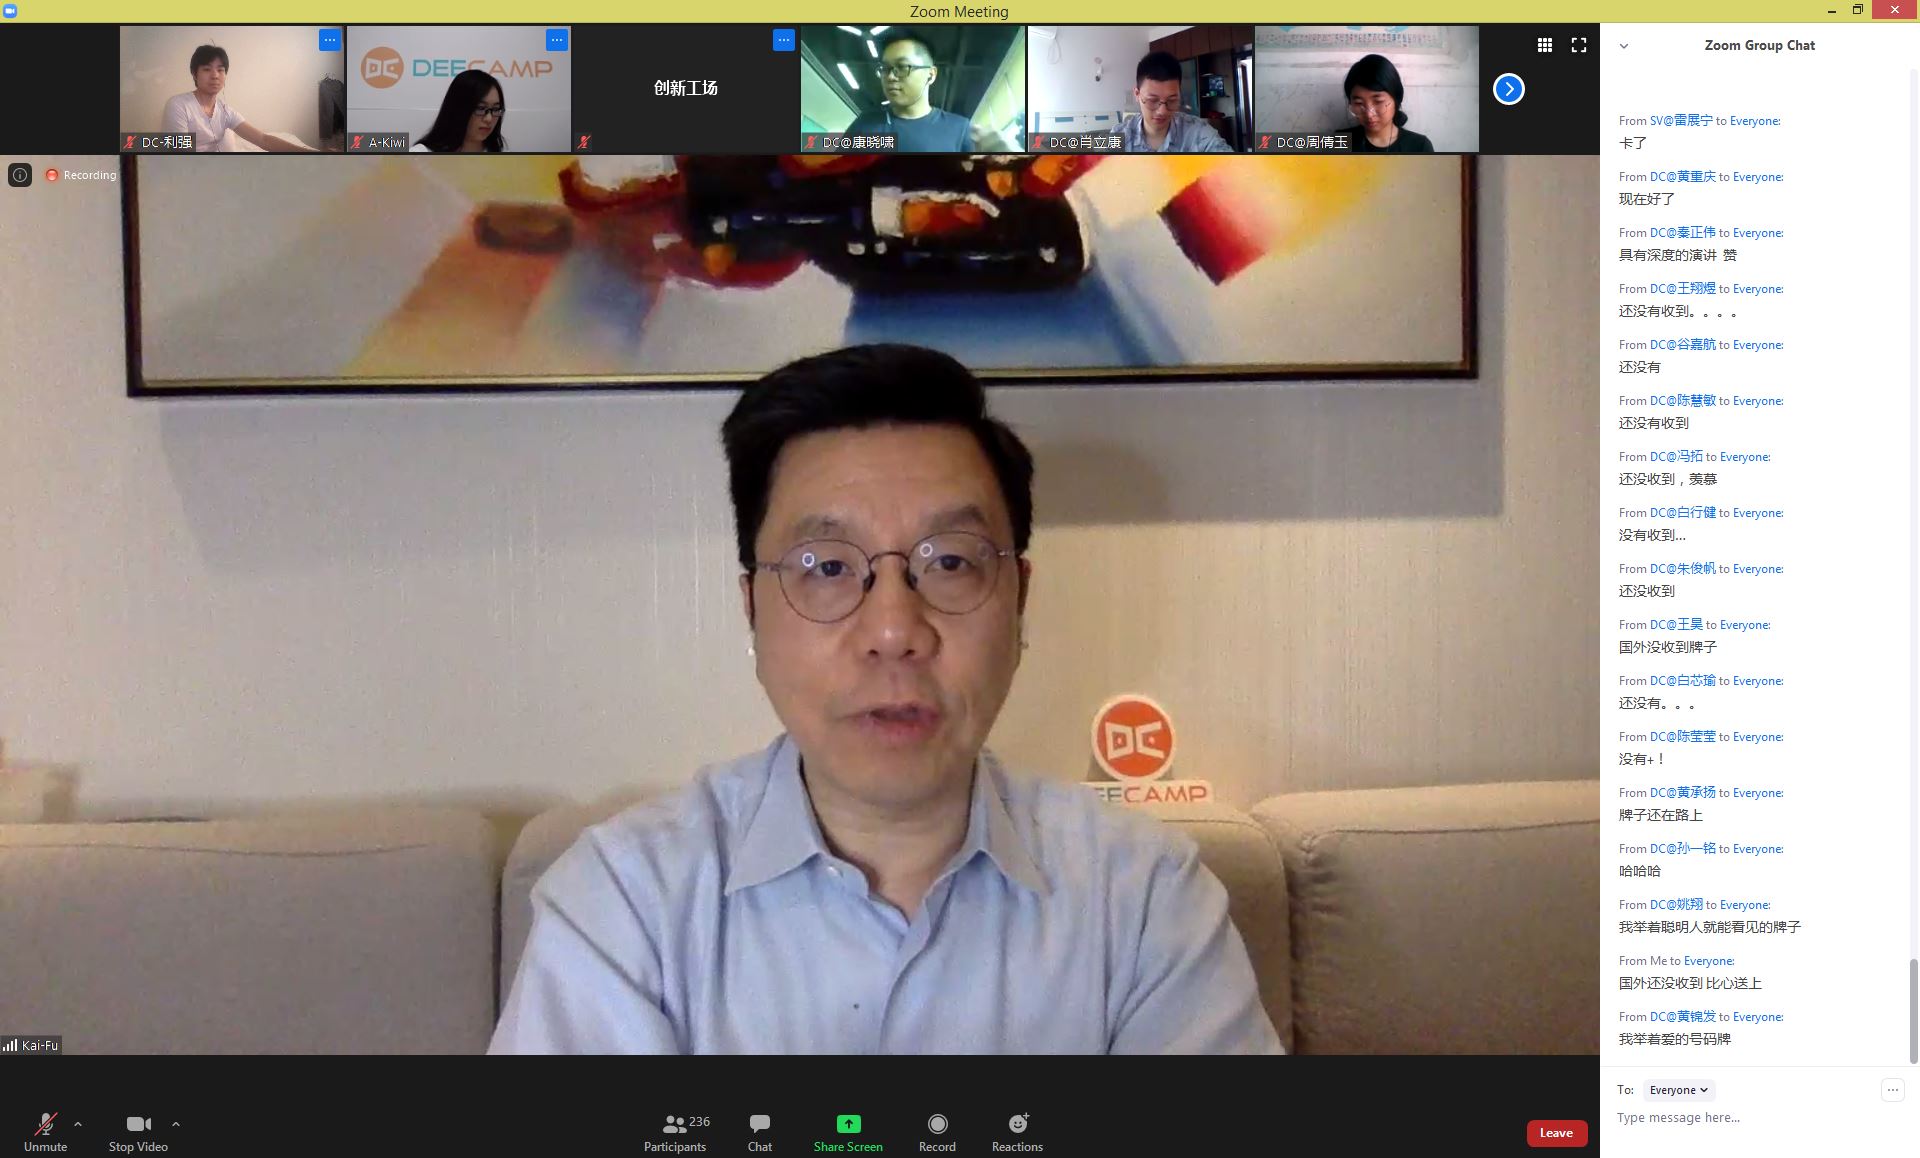 Zoom Meeting
DC-利强
DC DEECAMP
A-Kiwi
创新工场
DC@康晓啸
DC@肖立康
DC@周倩玉
Recording
DC
EECAMP
Kai-Fu
Zoom Group Chat
From SV@雷展宁 to Everyone:
卡了
From DC@黄重庆 to Everyone:
现在好了
From DC@秦正伟 to Everyone:
具有深度的演讲 赞
From DC@王翔煜 to Everyone:
还没有收到。。。。
From DC@谷嘉航 to Everyone:
还没有
From DC@陈慧敏 to Everyone:
还没有收到
From DC@冯拓 to Everyone:
还没收到，羡慕
From DC@白行健 to Everyone:
没有收到...
From DC@朱俊帆 to Everyone:
还没收到
From DC@王昊 to Everyone:
国外没收到牌子
From DC@白芯瑜 to Everyone:
还没有。。。
From DC@陈莹莹 to Everyone:
没有+！
From DC@黄承扬 to Everyone:
牌子还在路上
From DC@孙一铭 to Everyone:
哈哈哈
From DC@姚翔 to Everyone:
我举着聪明人就能看见的牌子
From Me to Everyone:
国外还没收到 比心送上
From DC@黄锦发 to Everyone:
我举着爱的号码牌
To: Everyone
Type message here...
Unmute
Stop Video
236
Participants
Chat
Share Screen
Record
Reactions
Leave